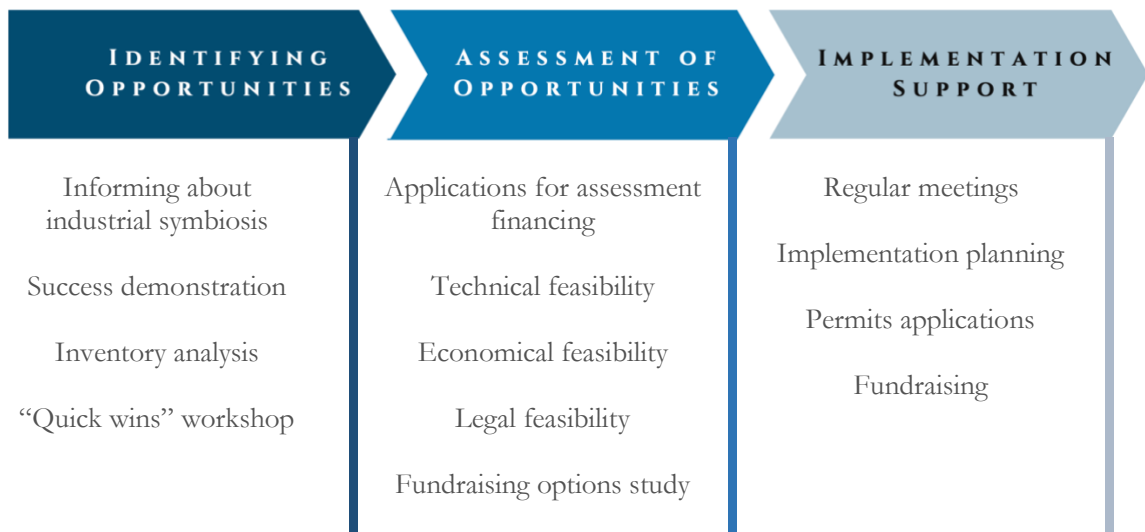 IDENTIFYING
OPPORTUNITIES
Informing about
industrial symbiosis
Success demonstration
Inventory analysis
“Quick wins” workshop
ASSESSMENT OF
OPPORTUNITIES
Applications for assessment
financing
Technical feasibility
Economical feasibility
Legal feasibility
Fundraising options study
IMPLEMENTATION
SUPPORT
Regular meetings
Implementation planning
Permits applications
Fundraising